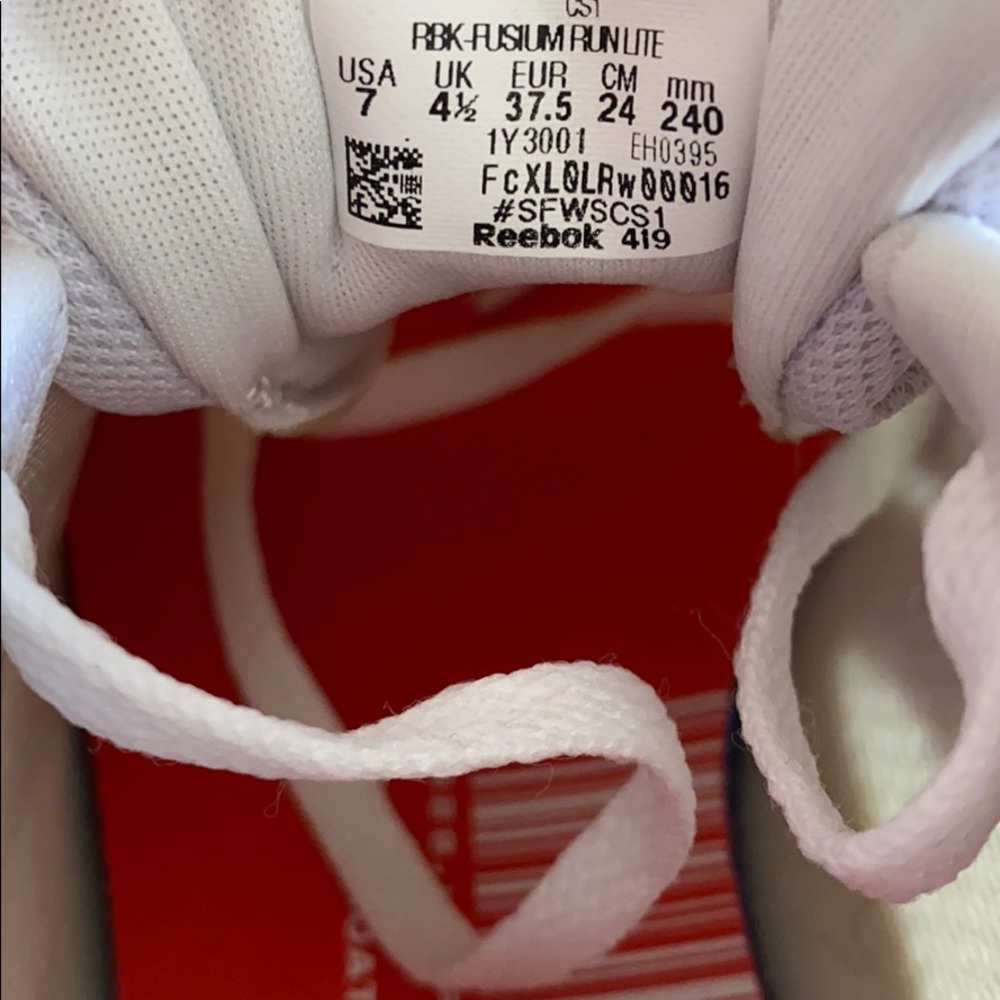 CS1
RBK-FUSIUM RUN LITE
USA UK EUR CM mm
7 4½ 37.5 24 240
1Y3001 EH0395
FcXL0LRw00016
#SFWSCS1
Reebok 419